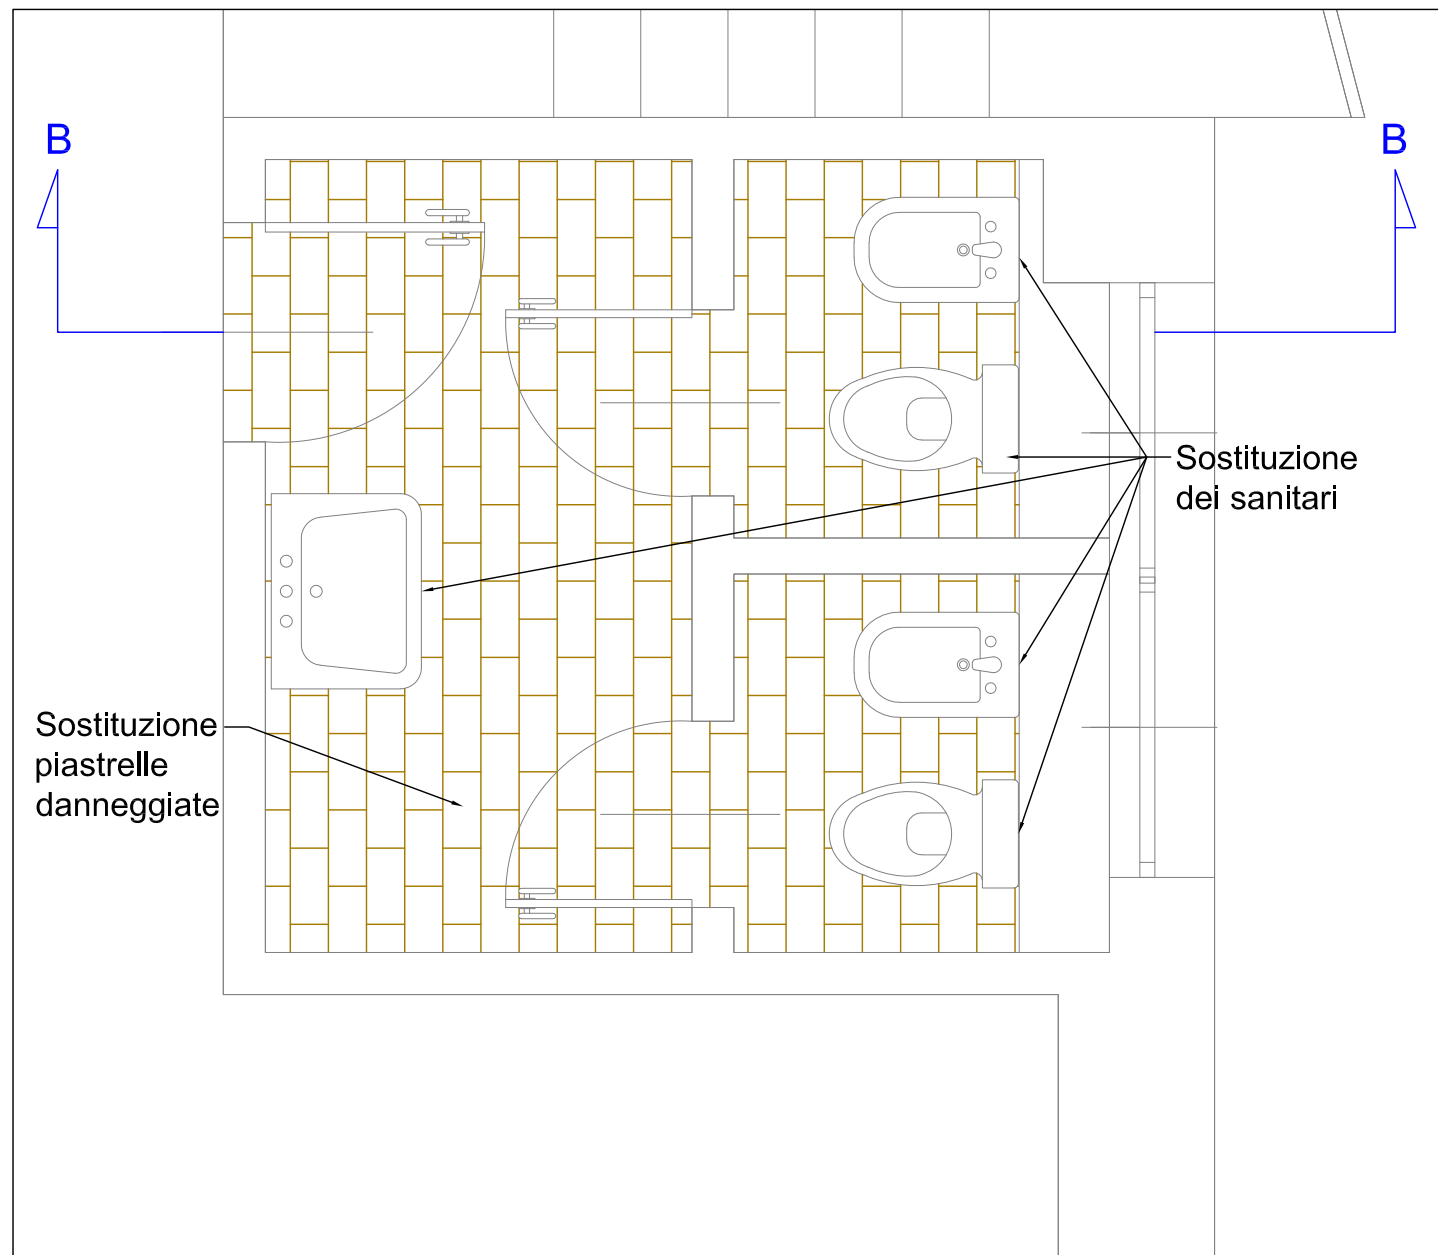 B
B
Sostituzione
dei sanitari
Sostituzione
piastrelle
danneggiate